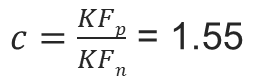 c = KF_p / KF_n = 1.55